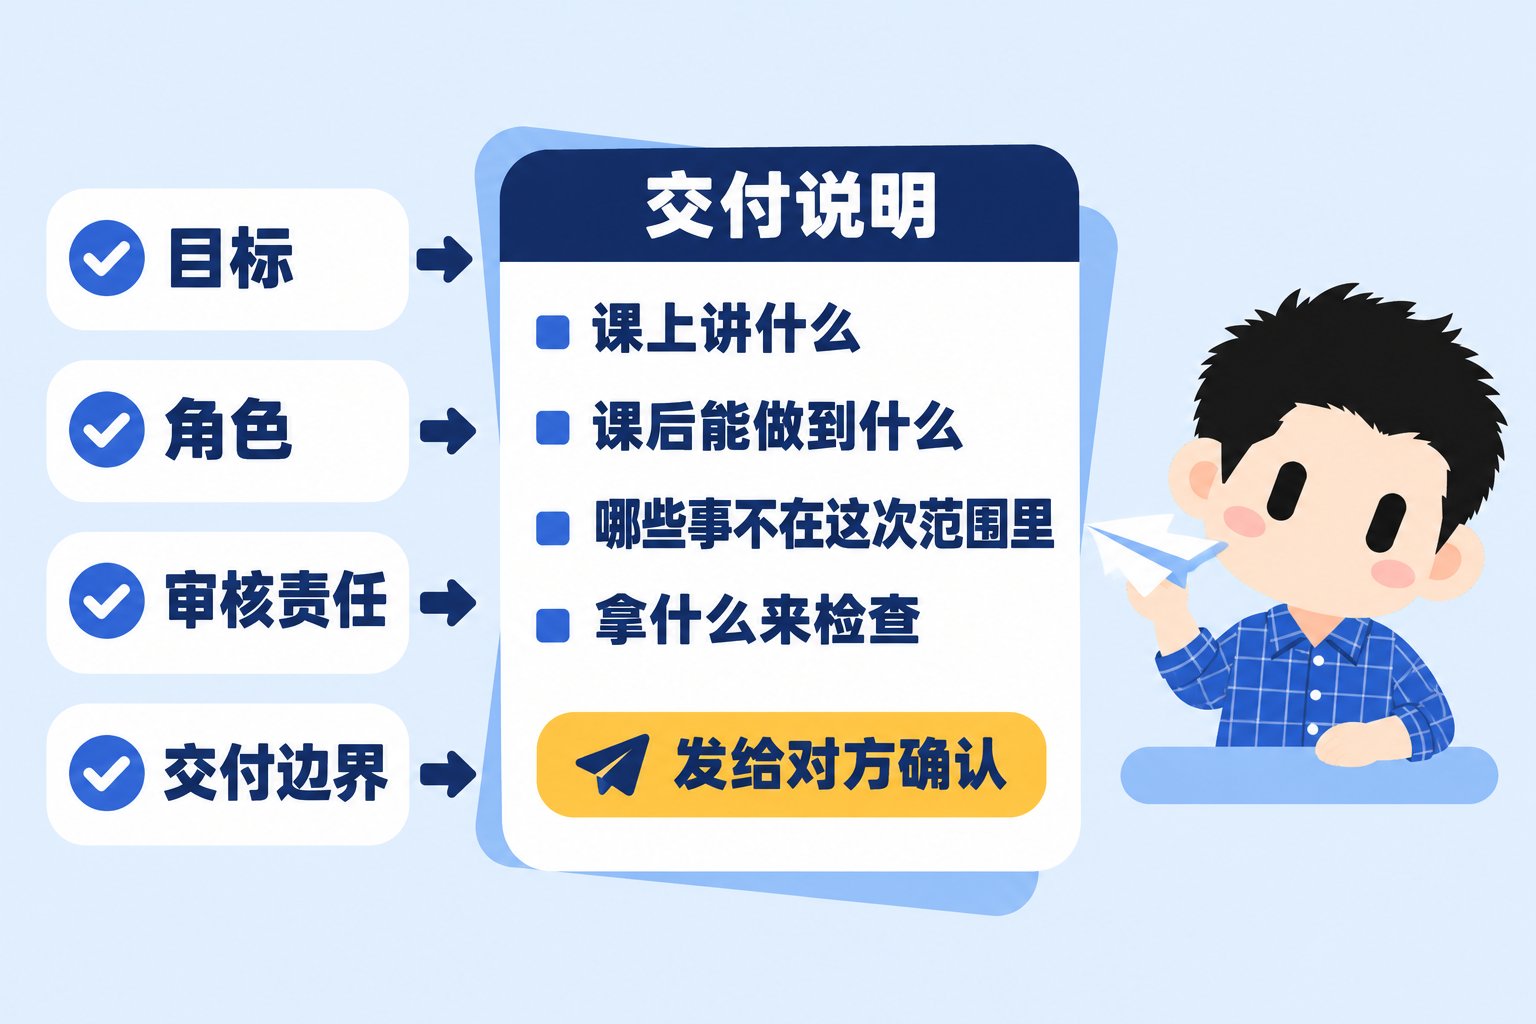 目标
角色
审核责任
交付边界
交付说明
课上讲什么
课后能做到什么
哪些事不在这次范围里
拿什么来检查
发给对方确认